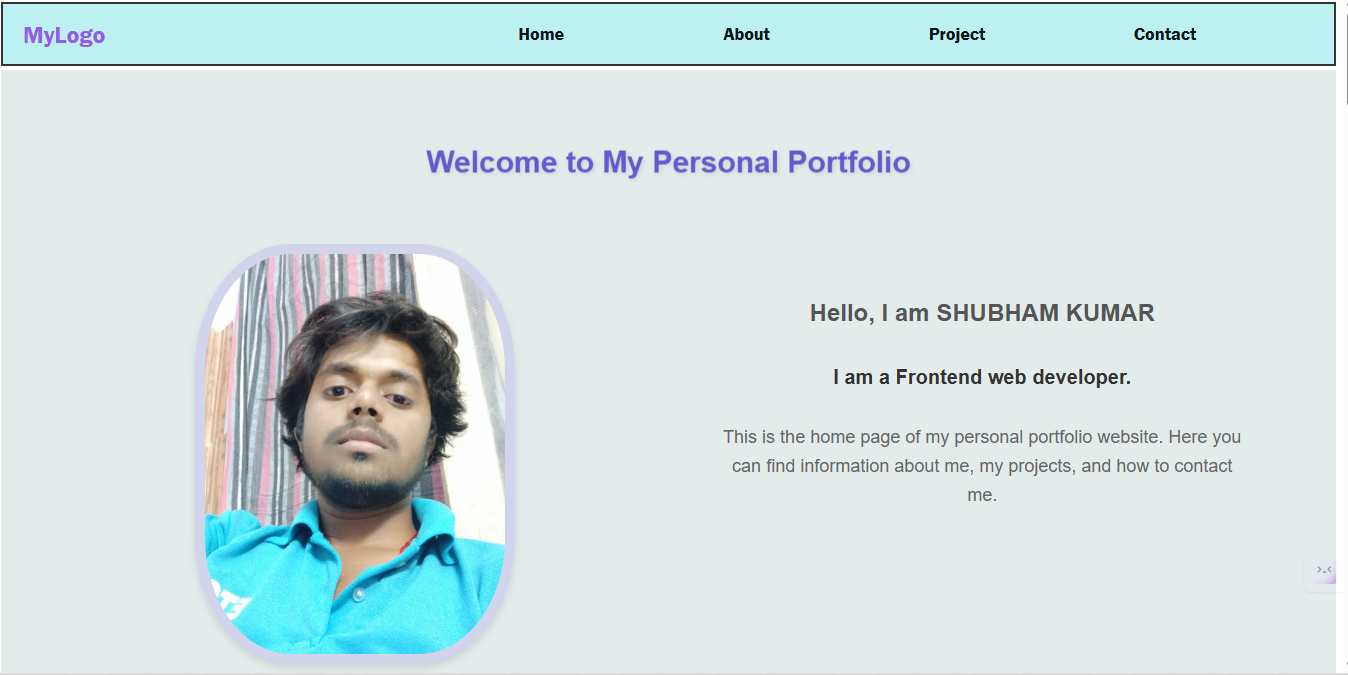 MyLogo Home About Project Contact
Welcome to My Personal Portfolio
Hello, I am SHUBHAM KUMAR
I am a Frontend web developer.
This is the home page of my personal portfolio website. Here you
can find information about me, my projects, and how to contact
me.